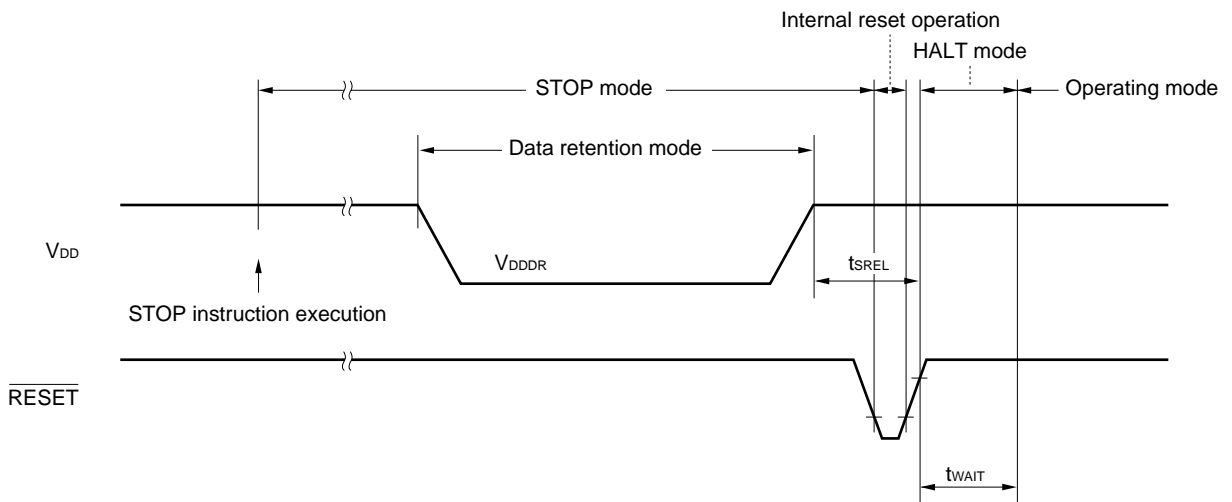 Internal reset operation
HALT mode
STOP mode
Operating mode
Data retention mode
VDD
VDDDR
tSREL
STOP instruction execution
RESET
tWAIT